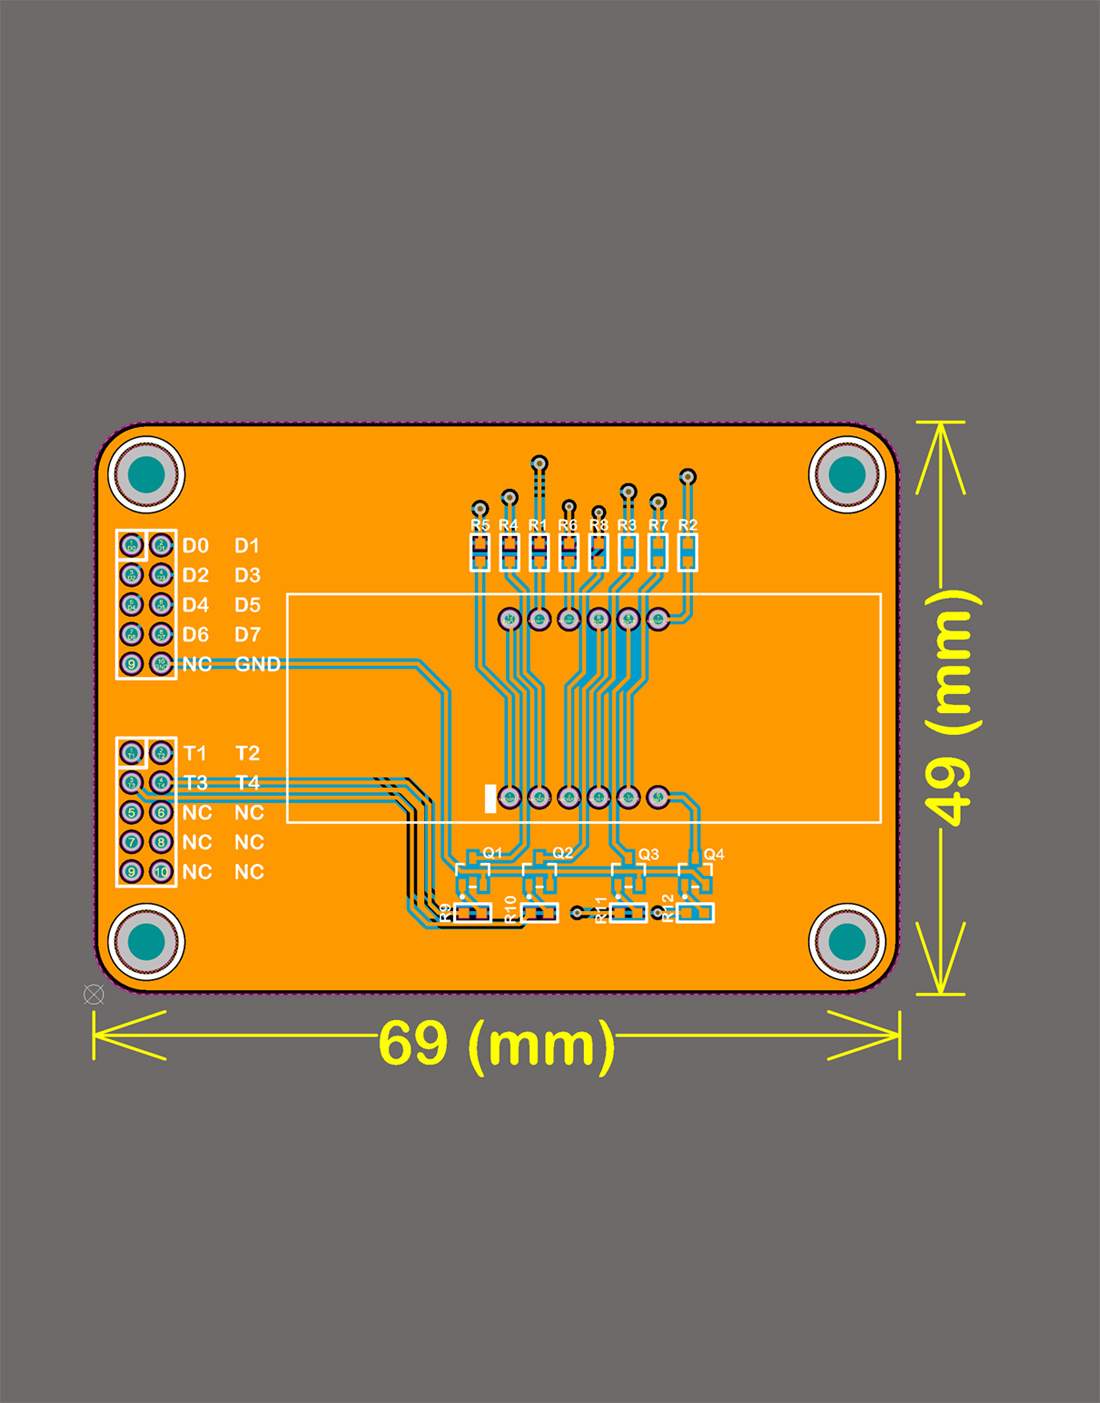 R5 R4 R1 R6 R8 R3 R7 R2
D0 D1
D2 D3
D4 D5
D6 D7
9 NC GND
T1 T2
T3 T4
5 6 NC NC
7 8 NC NC
9 10 NC NC
Q1 Q2 Q3 Q4
R9 R10 R11 R12
49 (mm)
69 (mm)